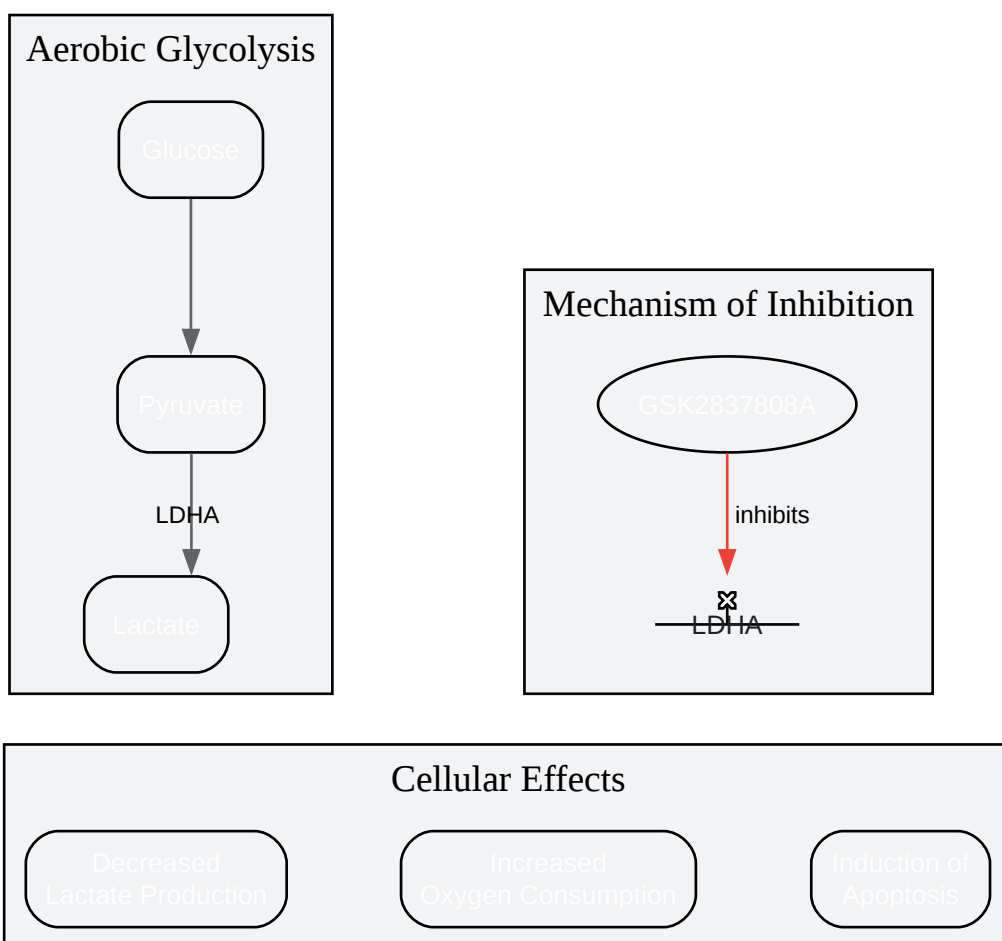 Aerobic Glycolysis
Glucose
Pyruvate
LDHA
Lactate
Mechanism of Inhibition
GSK2837808A
inhibits
LDHA
Cellular Effects
Decreased
Lactate Production
Increased
Oxygen Consumption
Induction of
Apoptosis